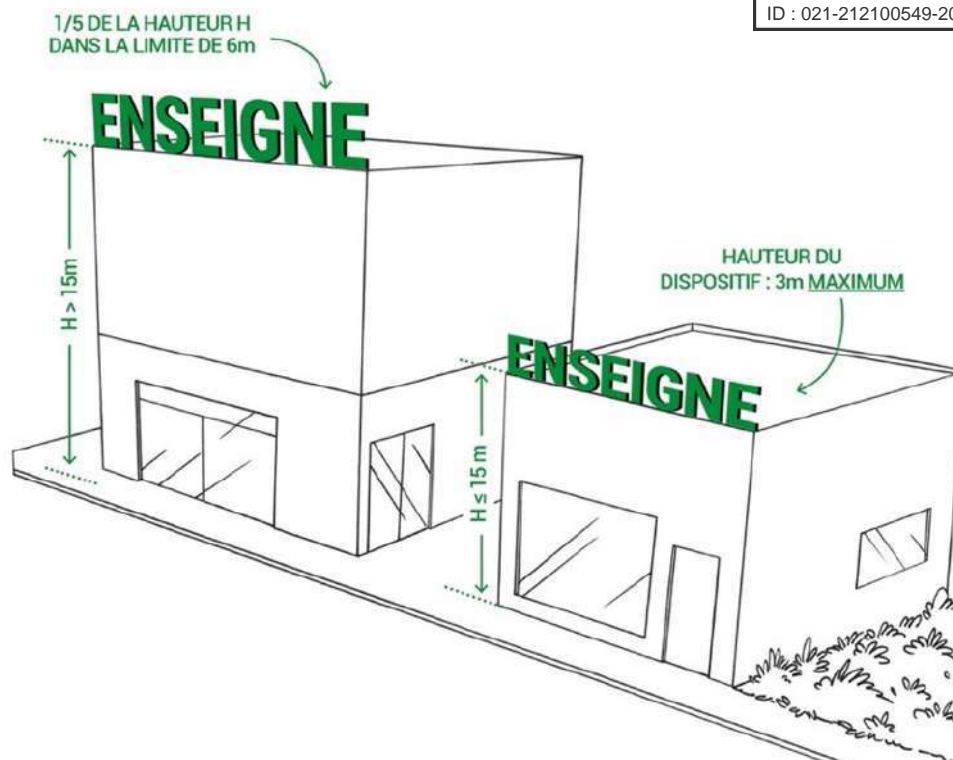 ID : 021-212100549-20
1/5 DE LA HAUTEUR H
DANS LA LIMITE DE 6m
ENSEIGNE
H > 15m
HAUTEUR DU
DISPOSITIF : 3m MAXIMUM
ENSEIGNE
H ≤ 15m